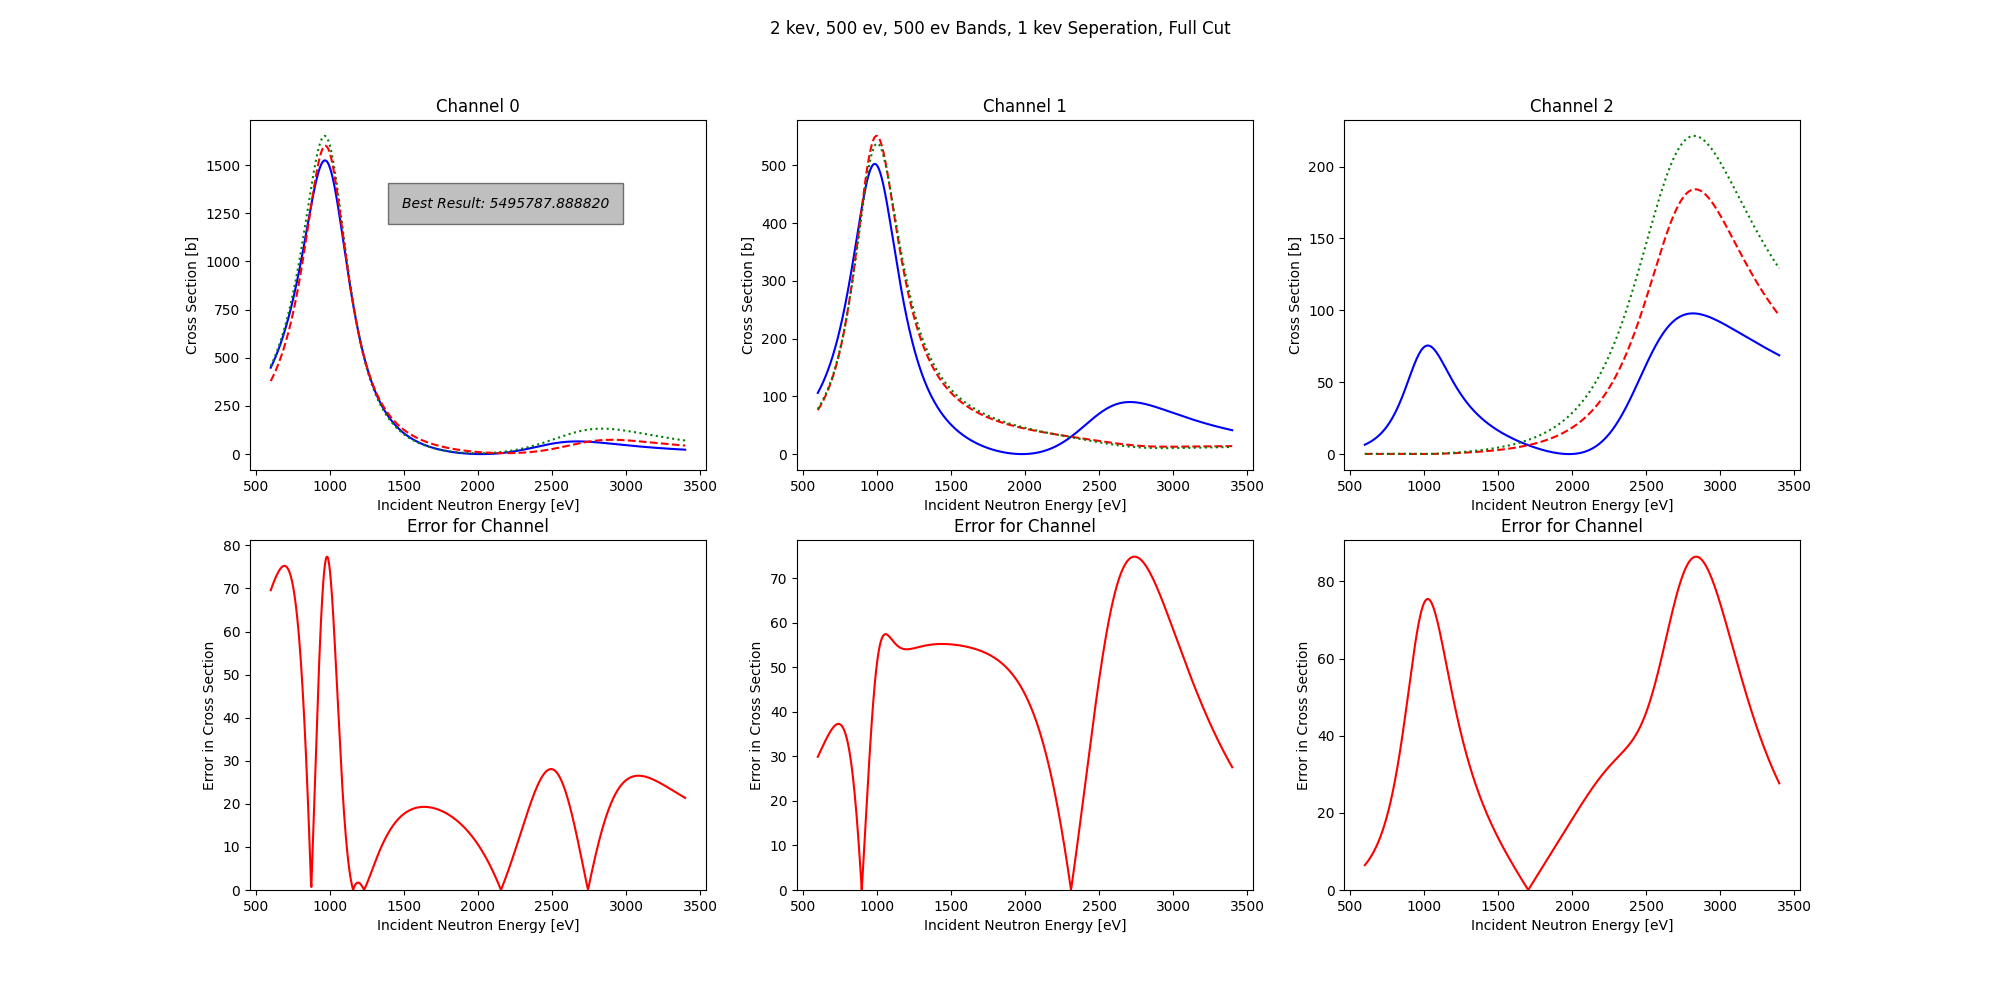 2 kev, 500 ev, 500 ev Bands, 1 kev Seperation, Full Cut
Channel 0
1500
1250
1000
750
500
250
0
Cross Section [b]
Best Result: 5495787.888820
500 1000 1500 2000 2500 3000 3500
Incident Neutron Energy [eV]
Channel 1
500
400
300
200
100
0
Cross Section [b]
500 1000 1500 2000 2500 3000 3500
Incident Neutron Energy [eV]
Channel 2
200
150
100
50
0
Cross Section [b]
500 1000 1500 2000 2500 3000 3500
Incident Neutron Energy [eV]
Error for Channel
80
70
60
50
40
30
20
10
0
Error in Cross Section
500 1000 1500 2000 2500 3000 3500
Incident Neutron Energy [eV]
Error for Channel
70
60
50
40
30
20
10
0
Error in Cross Section
500 1000 1500 2000 2500 3000 3500
Incident Neutron Energy [eV]
Error for Channel
80
60
40
20
0
Error in Cross Section
500 1000 1500 2000 2500 3000 3500
Incident Neutron Energy [eV]